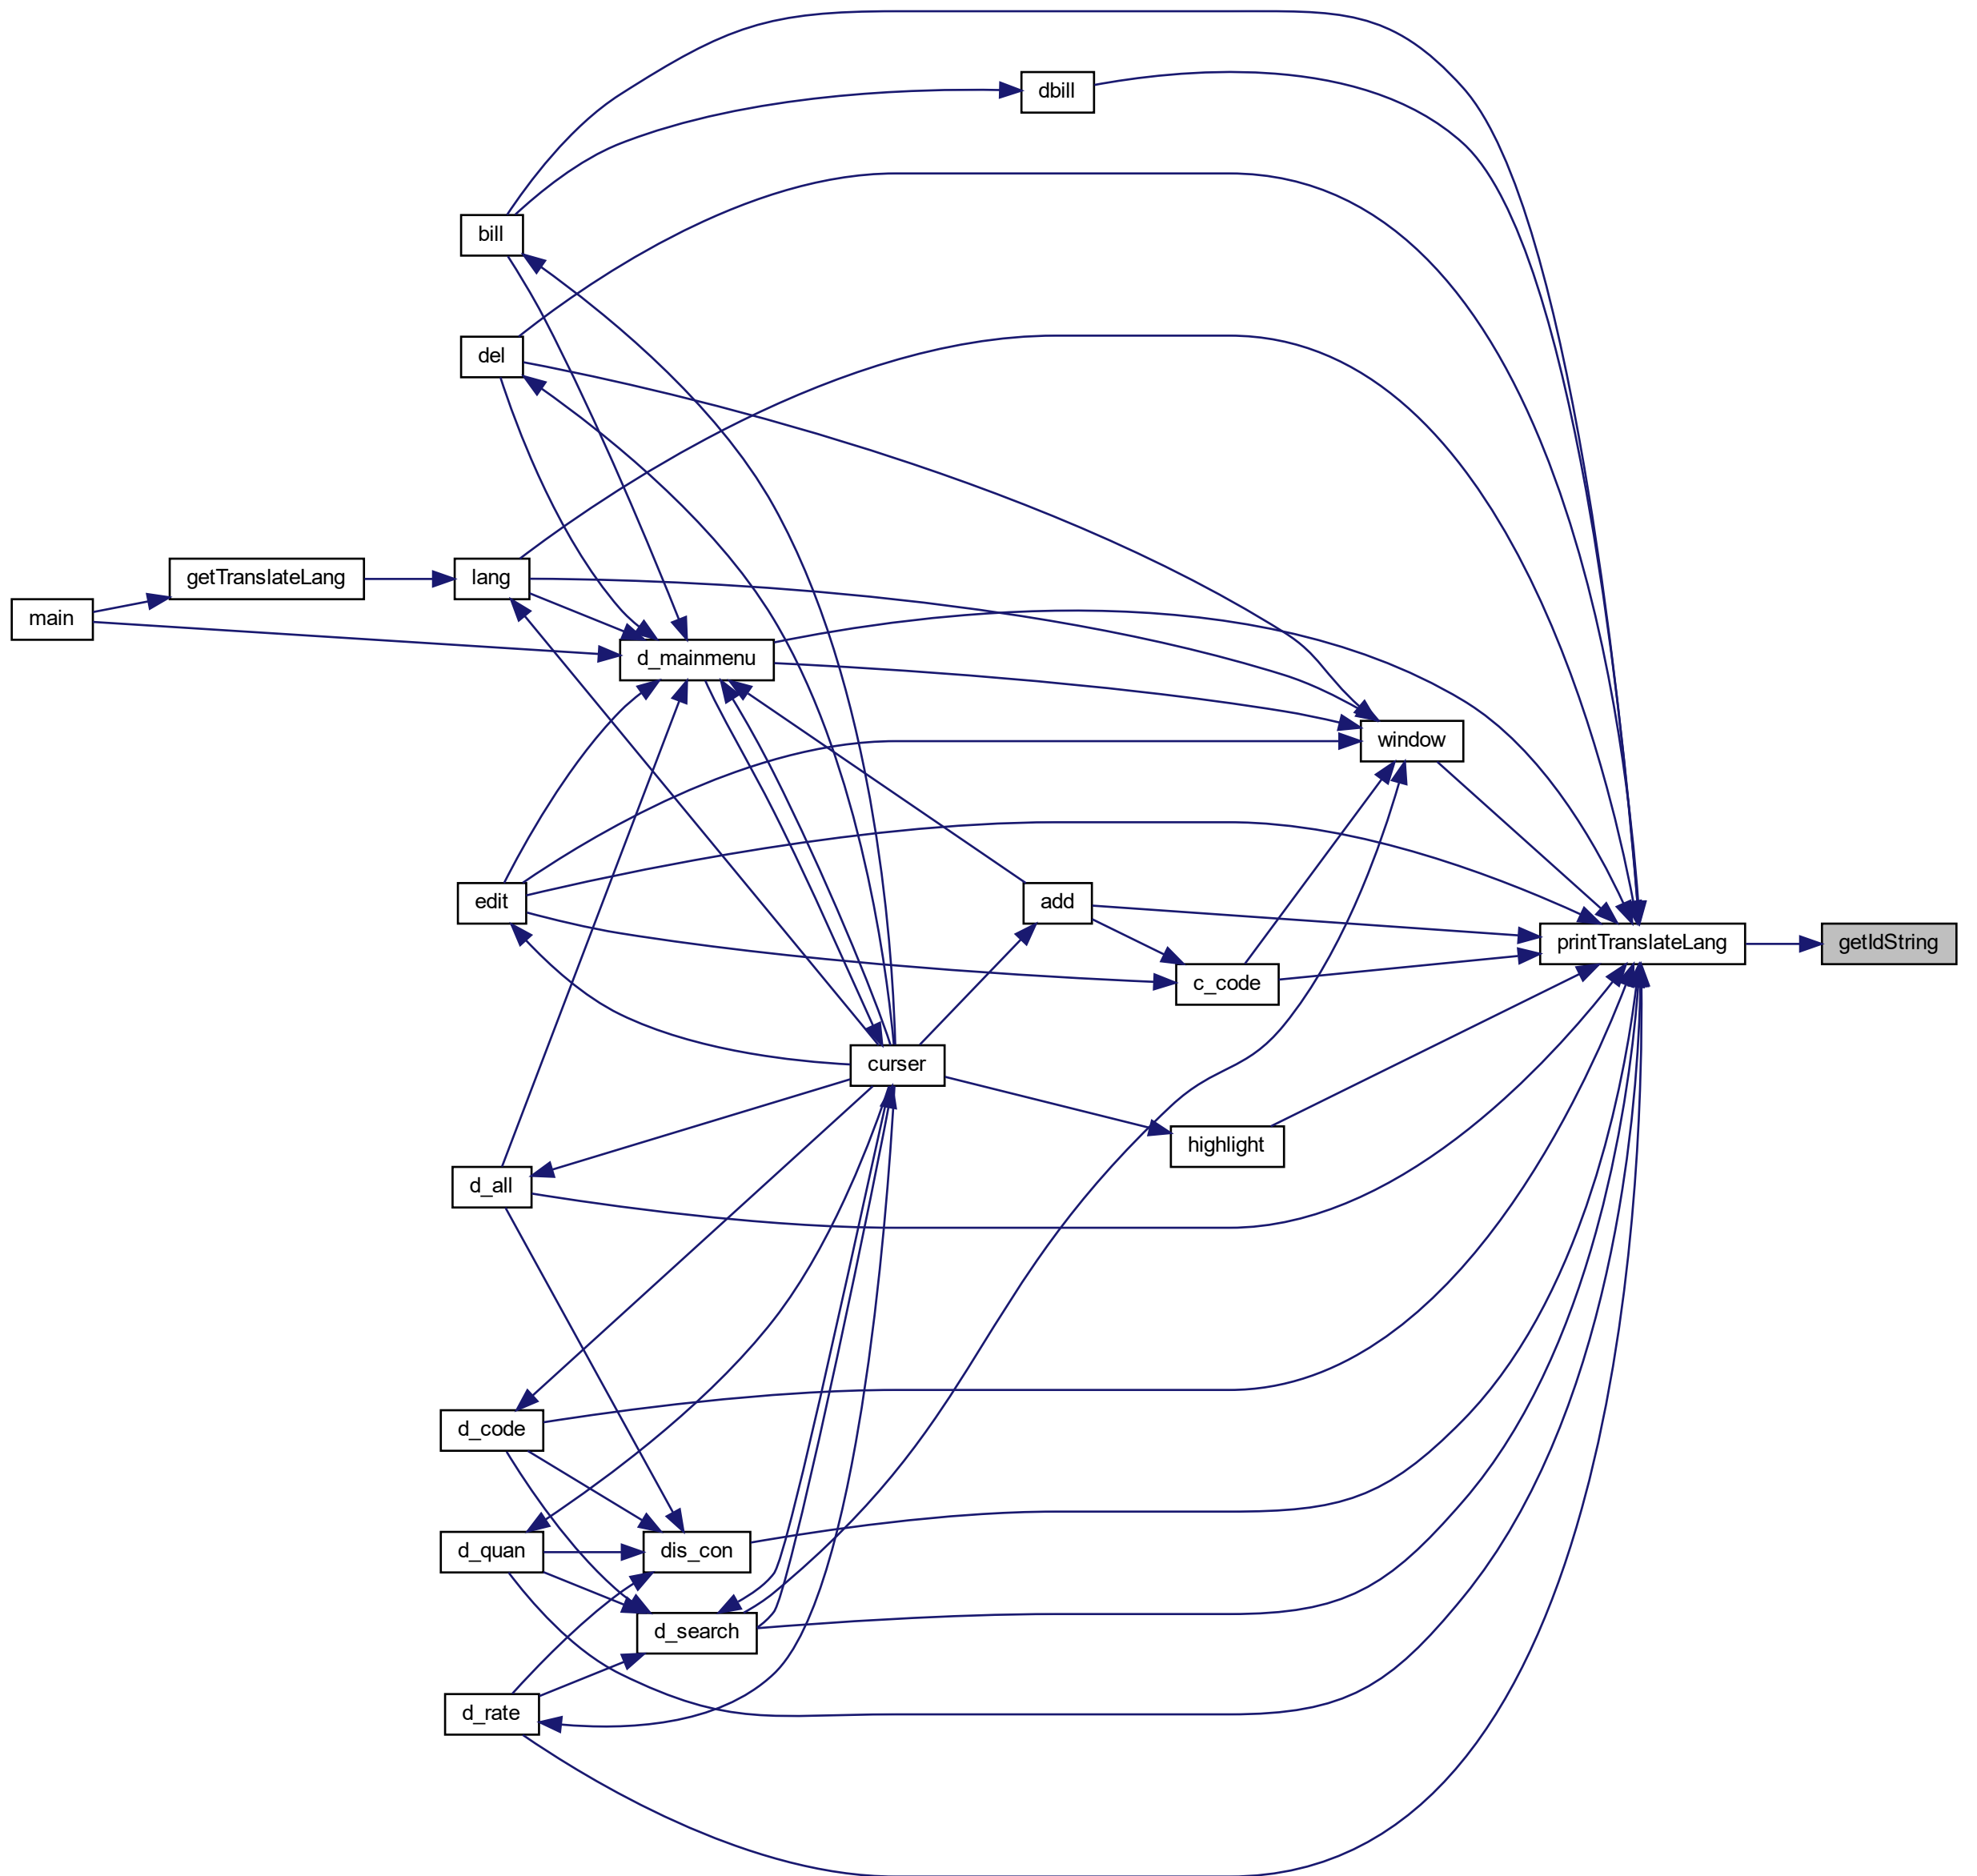 dbill
bill
del
getTranslateLang
lang
main
d_mainmenu
window
edit
add
printTranslateLang
getIdString
c_code
curser
highlight
d_all
d_code
d_quan
dis_con
d_search
d_rate